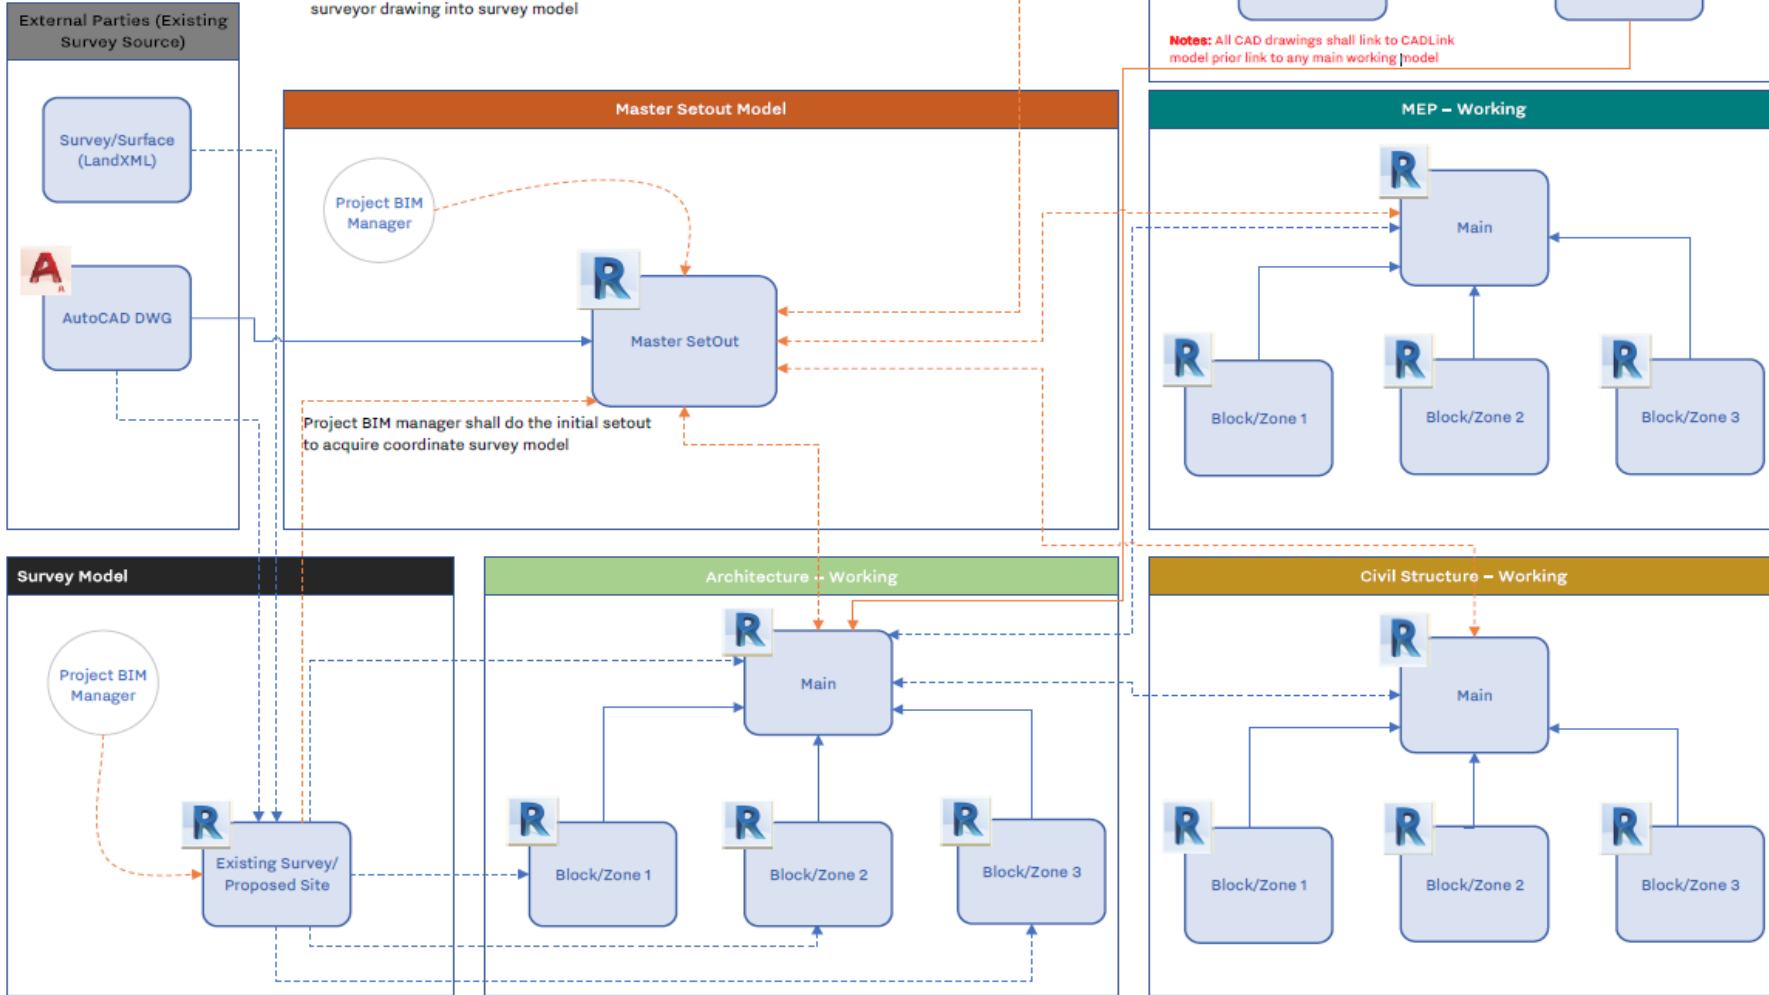 surveyor drawing into survey model
External Parties (Existing
Survey Source)
Notes: All CAD drawings shall link to CADLink
model prior link to any main working model
Survey/Surface
(LandXML)
A
R
AutoCAD DWG
Master Setout Model
Project BIM
Manager
R
Master SetOut
Project BIM manager shall do the initial setout
to acquire coordinate survey model
MEP – Working
R
Main
R
Block/Zone 1
R
Block/Zone 2
R
Block/Zone 3
Survey Model
Project BIM
Manager
R
Existing Survey/
Proposed Site
Architecture – Working
R
Main
R
Block/Zone 1
R
Block/Zone 2
R
Block/Zone 3
Civil Structure – Working
R
Main
R
Block/Zone 1
R
Block/Zone 2
R
Block/Zone 3